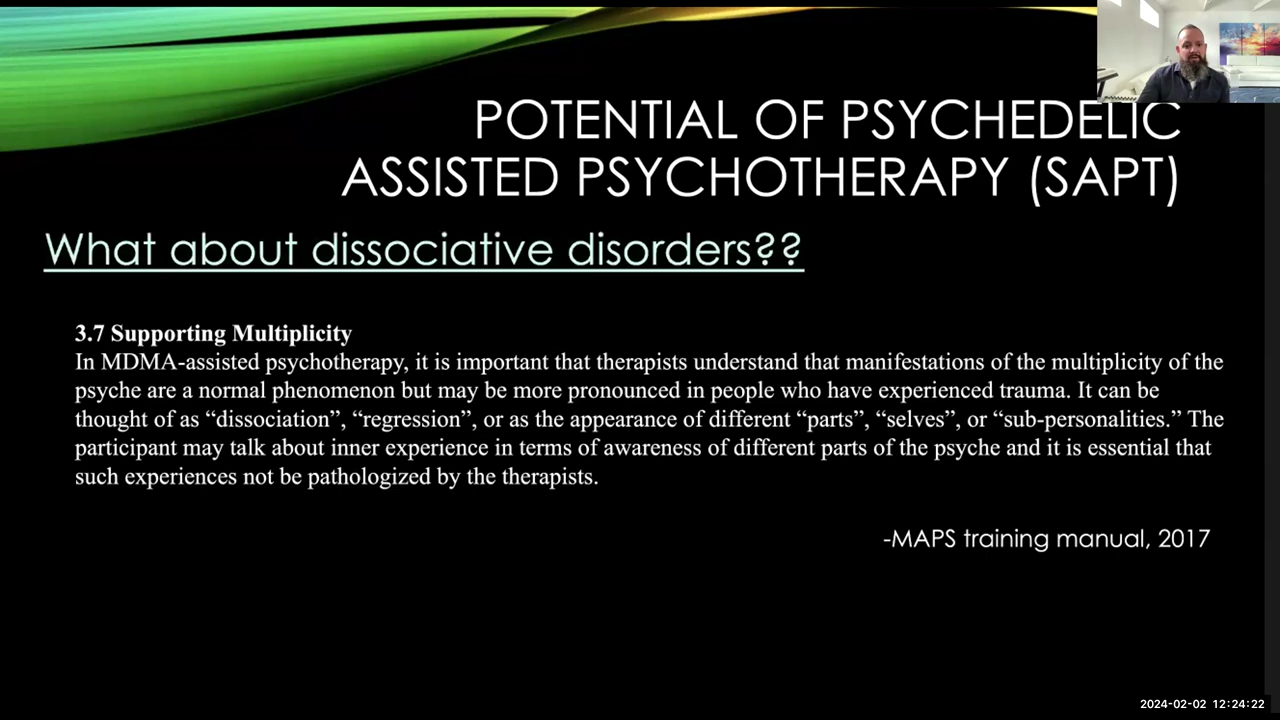 POTENTIAL OF PSYCHEDELIC
ASSISTED PSYCHOTHERAPY (SAPT)
What about dissociative disorders??
3.7 Supporting Multiplicity
In MDMA-assisted psychotherapy, it is important that therapists understand that manifestations of the multiplicity of the
psyche are a normal phenomenon but may be more pronounced in people who have experienced trauma. It can be
thought of as “dissociation”, “regression”, or as the appearance of different “parts”, “selves”, or “sub-personalities.” The
participant may talk about inner experience in terms of awareness of different parts of the psyche and it is essential that
such experiences not be pathologized by the therapists.
-MAPS training manual, 2017
2024-02-02 12:24:22